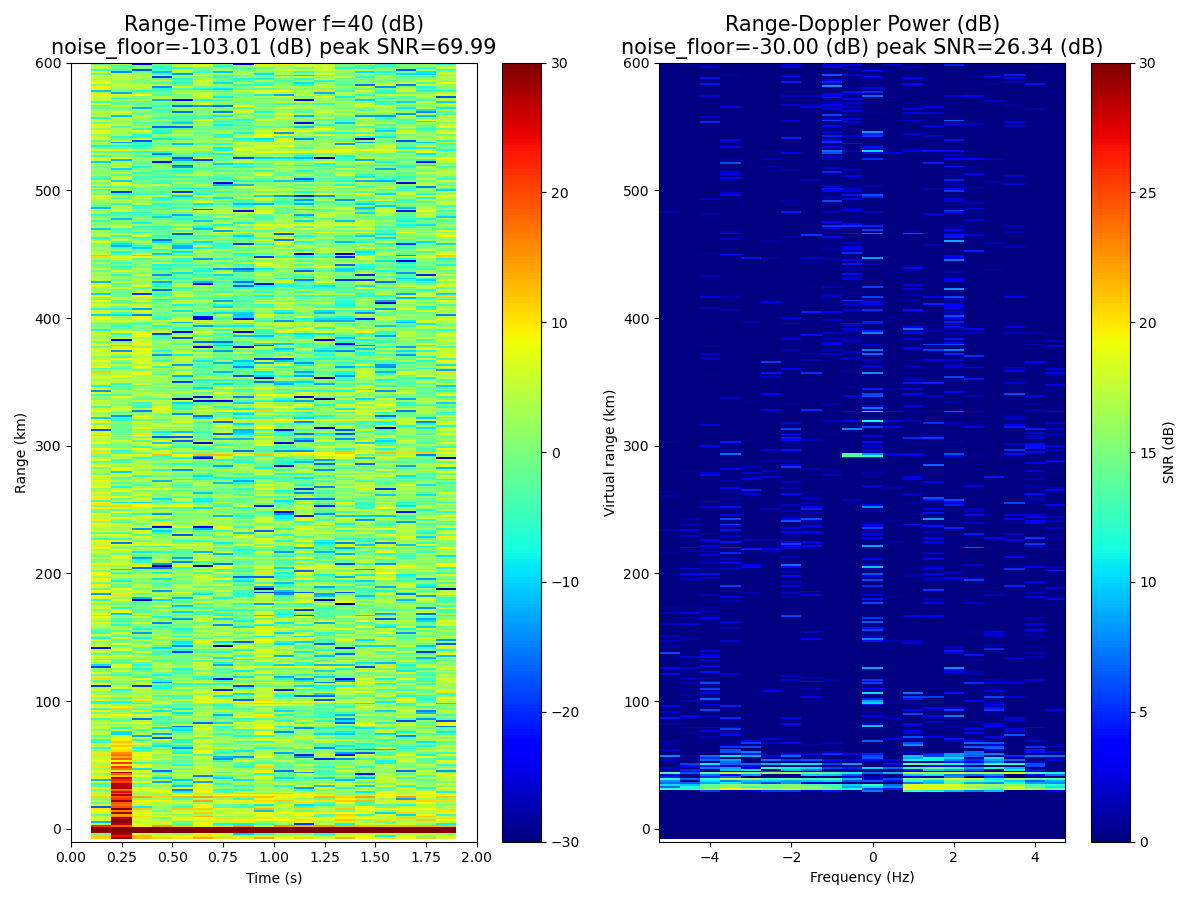 Range-Time Power f=40 (dB)
noise_floor=-103.01 (dB) peak SNR=69.99
600
500
400
300
200
100
0
Range (km)
0.00 0.25 0.50 0.75 1.00 1.25 1.50 1.75 2.00
Time (s)
30
20
10
0
−10
−20
−30
Range-Doppler Power (dB)
noise_floor=-30.00 (dB) peak SNR=26.34 (dB)
600
500
400
300
200
100
0
Virtual range (km)
−4 −2 0 2 4
Frequency (Hz)
30
25
20
15
10
5
0
SNR (dB)